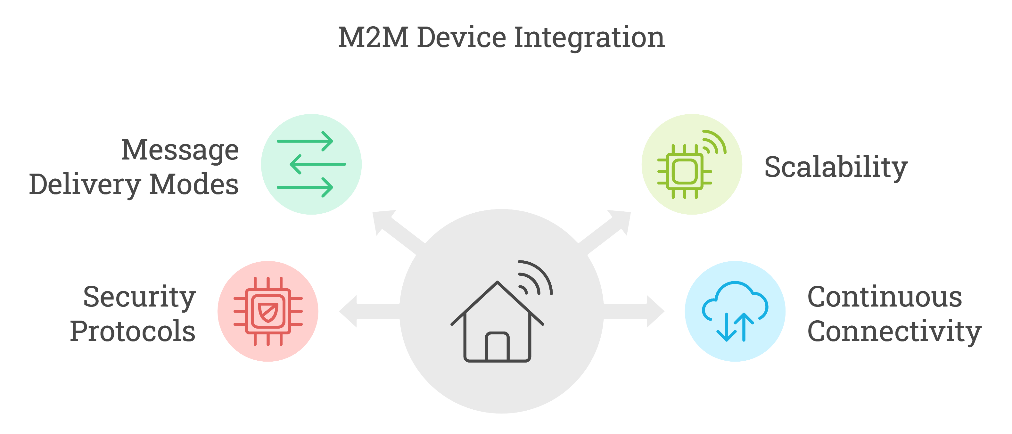 M2M Device Integration
Message
Delivery Modes
Scalability
Security
Protocols
Continuous
Connectivity